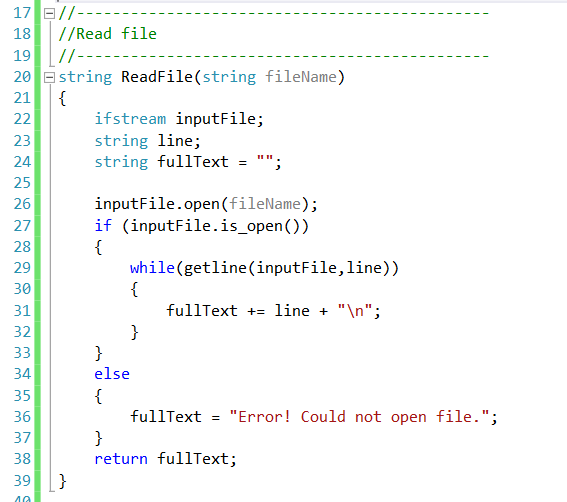 17 //----------------------------------------------
18 //Read file
19 //----------------------------------------------
20 string ReadFile(string fileName)
21 {
22     ifstream inputFile;
23     string line;
24     string fullText = "";
25
26     inputFile.open(fileName);
27     if (inputFile.is_open())
28     {
29         while(getline(inputFile,line))
30         {
31             fullText += line + "\n";
32         }
33     }
34     else
35     {
36         fullText = "Error! Could not open file.";
37     }
38     return fullText;
39 }
40